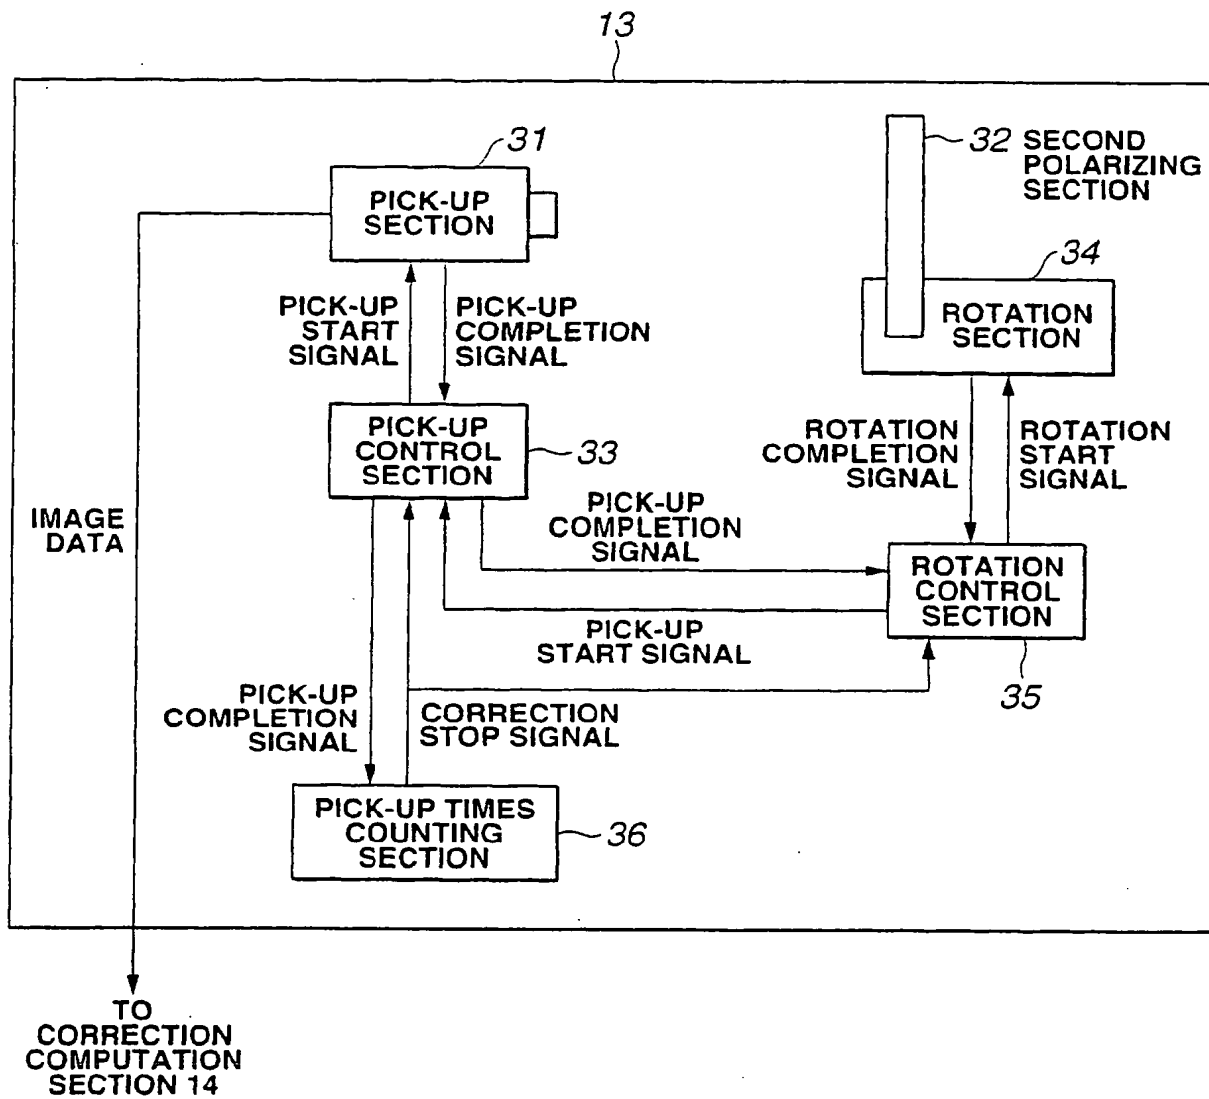 13
31
PICK-UP
SECTION
32
SECOND
POLARIZING
SECTION
34
ROTATION
SECTION
PICK-UP
START
SIGNAL
PICK-UP
COMPLETION
SIGNAL
PICK-UP
CONTROL
SECTION
33
ROTATION
COMPLETION
SIGNAL
ROTATION
START
SIGNAL
IMAGE
DATA
PICK-UP
COMPLETION
SIGNAL
ROTATION
CONTROL
SECTION
35
PICK-UP
START SIGNAL
PICK-UP
COMPLETION
SIGNAL
CORRECTION
STOP SIGNAL
PICK-UP TIMES
COUNTING
SECTION
36
TO
CORRECTION
COMPUTATION
SECTION 14